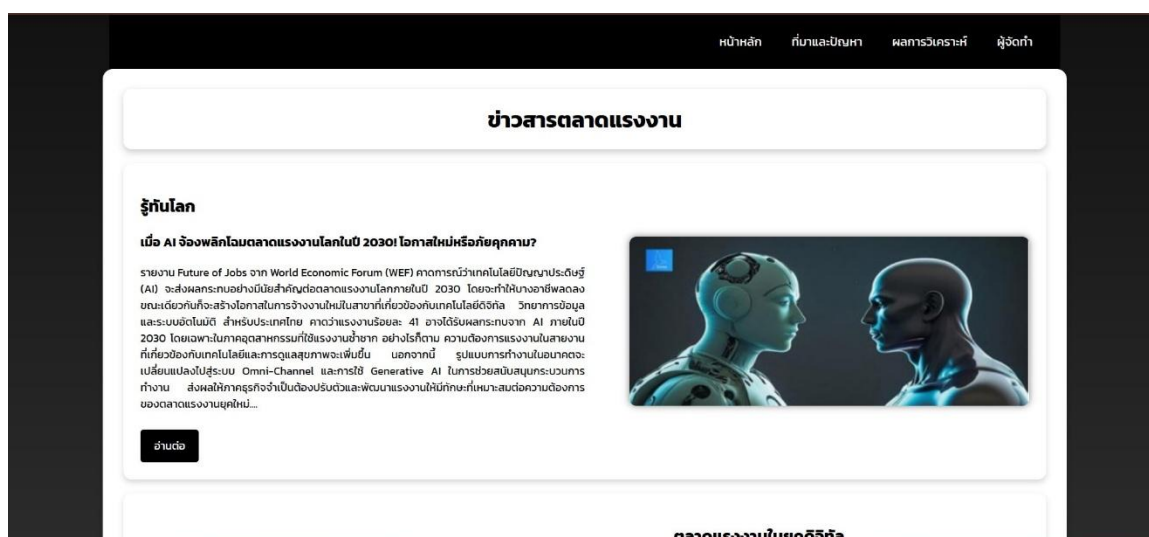 หน้าหลัก ที่มาและปัญหา ผลการวิเคราะห์ ผู้จัดทำ
ข่าวสารตลาดแรงงาน
รู้ทันโลก
เมื่อ AI จ้องพลิกโฉมตลาดแรงงานโลกในปี 2030! โอกาสใหม่หรือภัยคุกคาม?
รายงาน Future of Jobs จาก World Economic Forum (WEF) คาดการณ์ว่าเทคโนโลยีปัญญาประดิษฐ์
(AI) จะส่งผลกระทบอย่างมีนัยสำคัญต่อตลาดแรงงานโลกภายในปี 2030 โดยจะทำให้บางอาชีพลดลง
ขณะเดียวกันก็จะสร้างโอกาสในการจ้างงานใหม่ในสาขาที่เกี่ยวข้องกับเทคโนโลยีดิจิทัล วิทยาการข้อมูล
และระบบอัตโนมัติ สำหรับประเทศไทย คาดว่าแรงงานร้อยละ 41 อาจได้รับผลกระทบจาก AI ภายในปี
2030 โดยเฉพาะในภาคอุตสาหกรรมที่ใช้แรงงานซ้ำซาก อย่างไรก็ตาม ความต้องการแรงงานในสายงาน
ที่เกี่ยวข้องกับเทคโนโลยีและการดูแลสุขภาพจะเพิ่มขึ้น นอกจากนี้ รูปแบบการทำงานในอนาคตจะ
เปลี่ยนแปลงไปสู่ระบบ Omni-Channel และการใช้ Generative AI ในการช่วยสนับสนุนกระบวนการ
ทำงาน ส่งผลให้ภาคธุรกิจจำเป็นต้องปรับตัวและพัฒนาแรงงานให้มีทักษะที่เหมาะสมต่อความต้องการ
ของตลาดแรงงานยุคใหม่....
อ่านต่อ
ตลาดแรงงานในยุคดิจิทัล